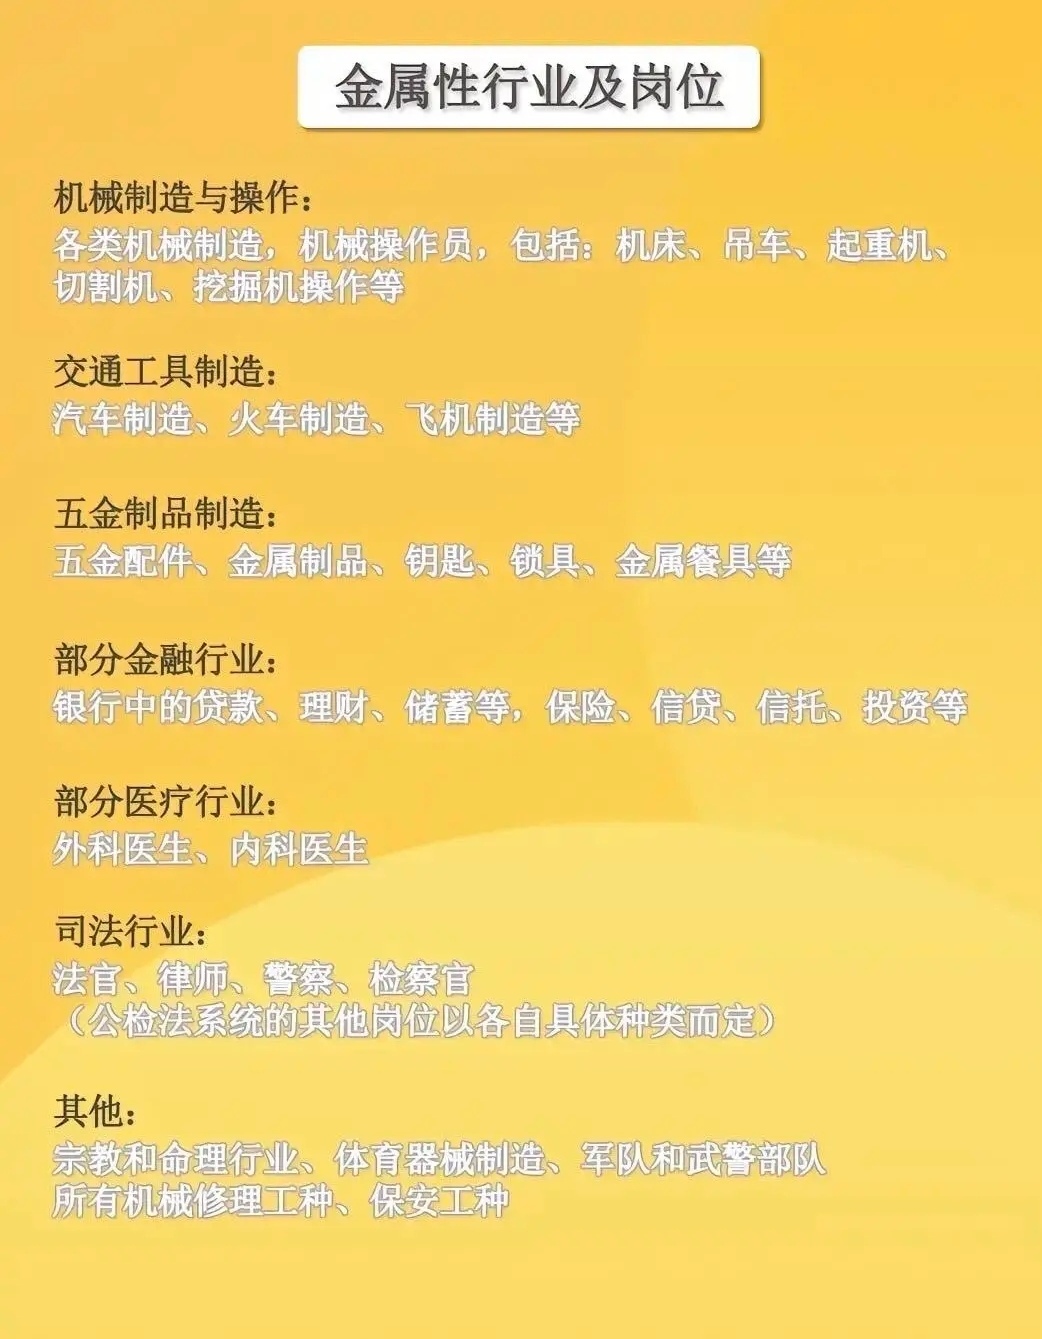 金属性行业及岗位
机械制造与操作：
各类机械制造，机械操作员，包括：机床、吊车、起重机、
切割机、挖掘机操作等
交通工具制造：
汽车制造、火车制造、飞机制造等
五金制品制造：
五金配件、金属制品、钥匙、锁具、金属餐具等
部分金融行业：
银行中的贷款、理财、储蓄等，保险、信贷、信托、投资等
部分医疗行业：
外科医生、内科医生
司法行业：
法官、律师、警察、检察官
（公检法系统的其他岗位以各自具体种类而定）
其他：
宗教和命理行业、体育器械制造、军队和武警部队
所有机械修理工种、保安工种